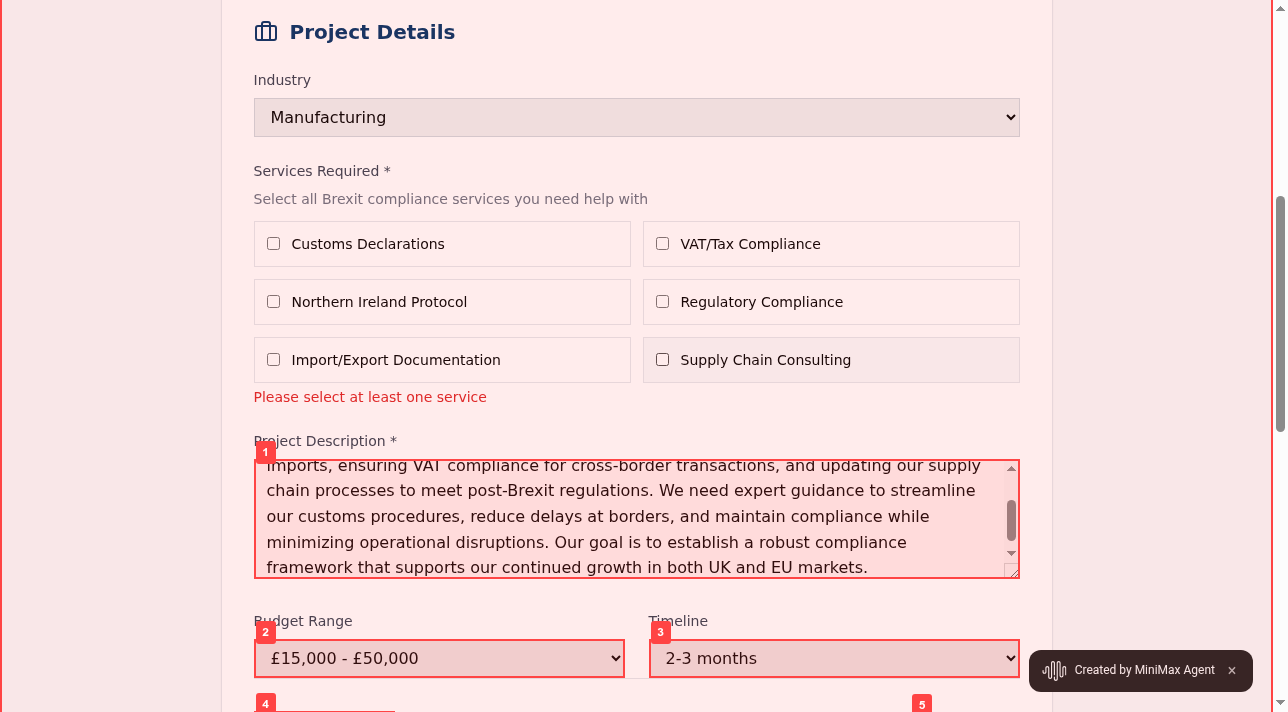 Project Details
Industry
Manufacturing
Services Required *
Select all Brexit compliance services you need help with
Customs Declarations
VAT/Tax Compliance
Northern Ireland Protocol
Regulatory Compliance
Import/Export Documentation
Supply Chain Consulting
Please select at least one service
Project Description *
1
imports, ensuring VAT compliance for cross-border transactions, and updating our supply
chain processes to meet post-Brexit regulations. We need expert guidance to streamline
our customs procedures, reduce delays at borders, and maintain compliance while
minimizing operational disruptions. Our goal is to establish a robust compliance
framework that supports our continued growth in both UK and EU markets.
Budget Range
Timeline
2
3
£15,000 - £50,000
2-3 months
Created by MiniMax Agent ×
4
5